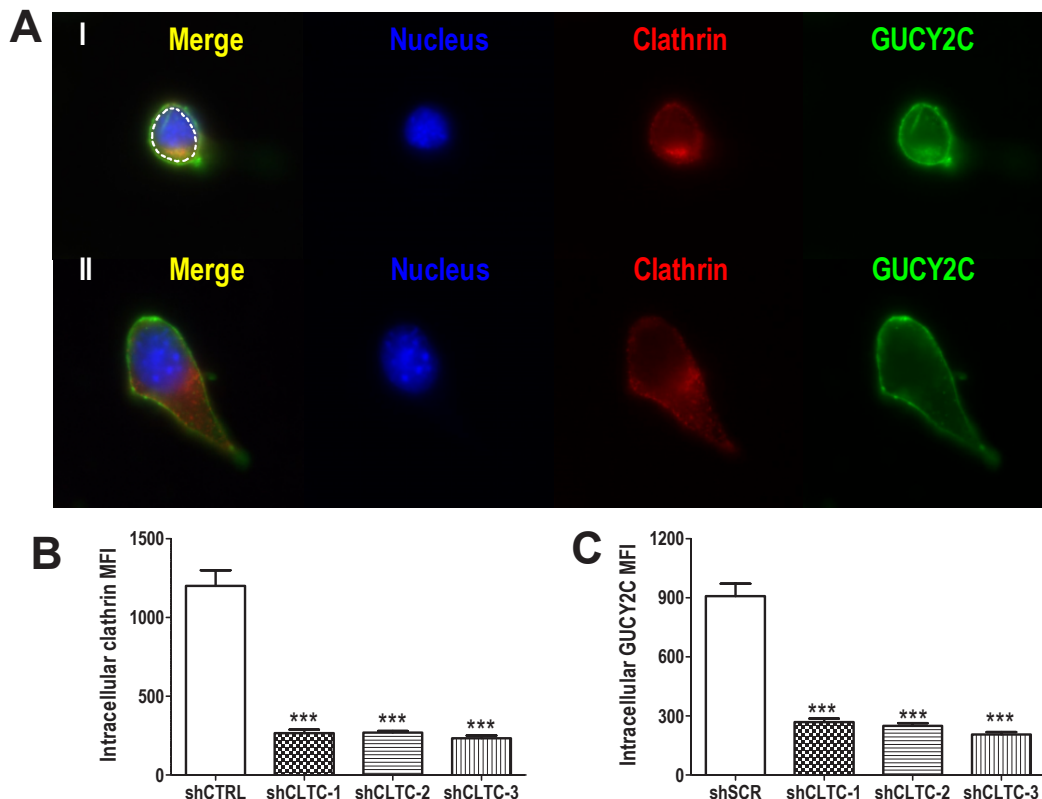 A
I
Merge Nucleus Clathrin GUCY2C
II
Merge Nucleus Clathrin GUCY2C
B
Intracellular clathrin MFI
1500
1000
500
0
*** *** ***
shCTRL shCLTC-1 shCLTC-2 shCLTC-3
C
Intracellular GUCY2C MFI
1200
900
600
300
0
*** *** ***
shSCR shCLTC-1 shCLTC-2 shCLTC-3